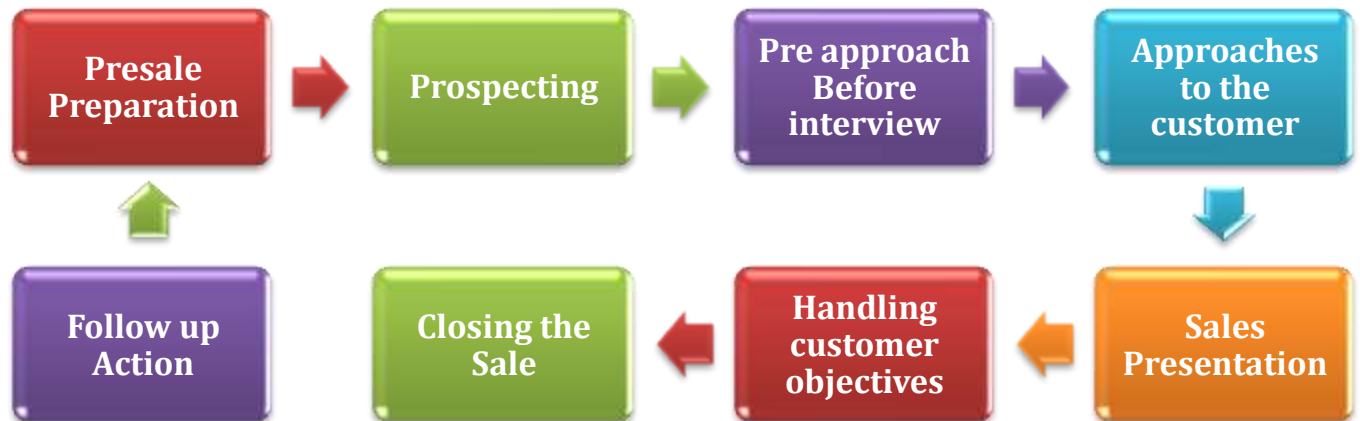 Presale
Preparation
Prospecting
Pre approach
Before
interview
Approaches
to the
customer
Sales
Presentation
Handling
customer
objectives
Closing the
Sale
Follow up
Action